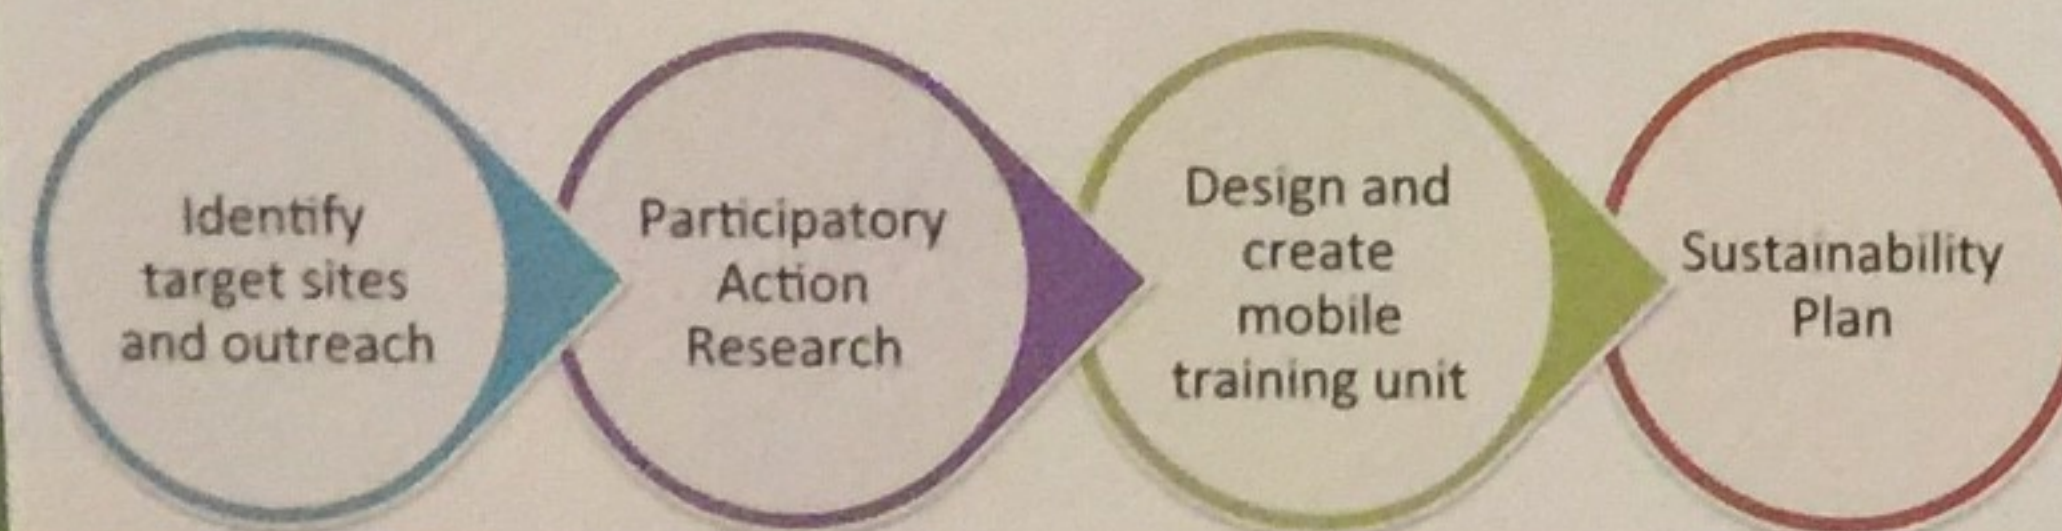 Identify
target sites
and outreach
Participatory
Action
Research
Design and
create
mobile
training unit
Sustainability
Plan